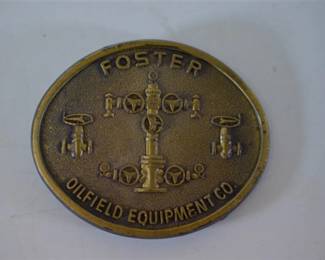 FOSTER
OILFIELD EQUIPMENT CO.